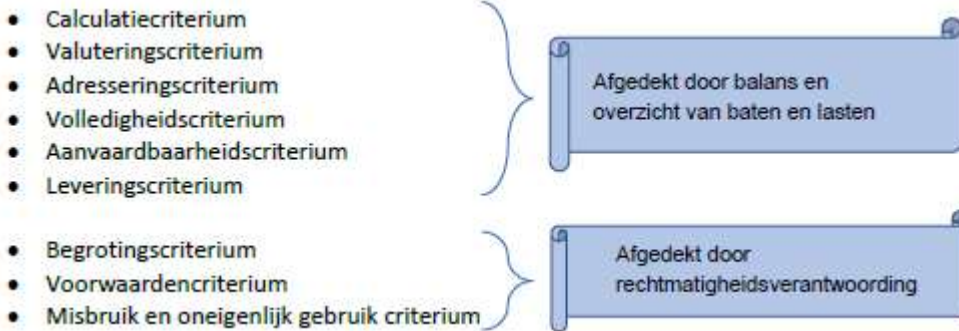 • Calculatiecriterium
• Valuteringscriterium
• Adresseringscriterium
• Volledigheidscriterium
• Aanvaardbaarheidscriterium
• Leveringscriterium
Afgedekt door balans en
overzicht van baten en lasten
• Begrotingscriterium
• Voorwaardencriterium
• Misbruik en oneigenlijk gebruik criterium
Afgedekt door
rechtmatigheidsverantwoording